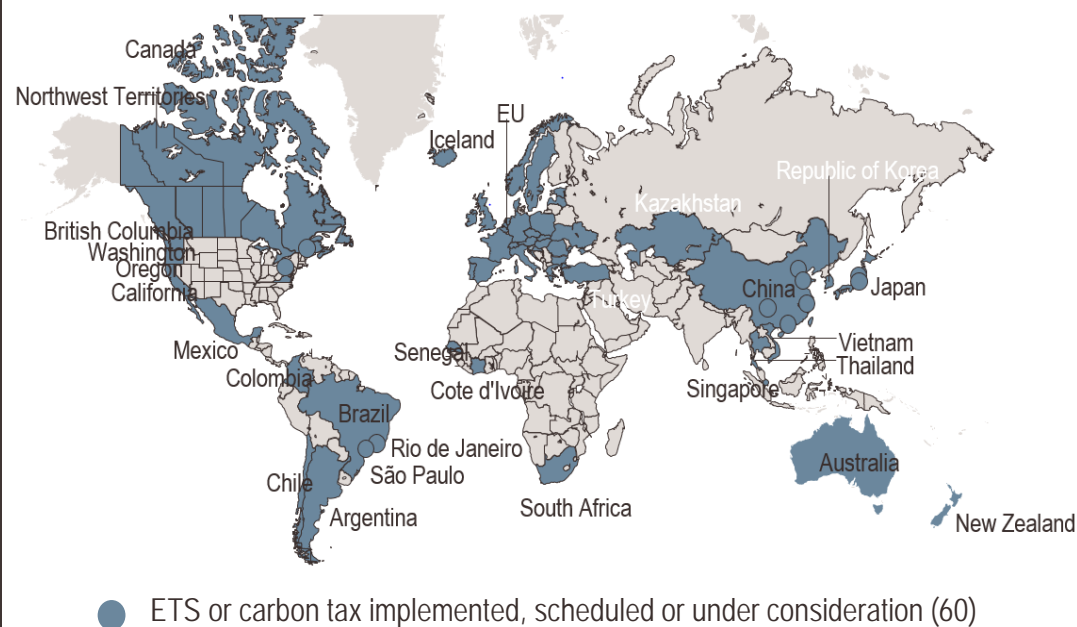 Canada
Northwest Territories
EU
Iceland
Republic of Korea
Kazakhstan
British Columbia
Washington
Oregon
California
China
Japan
Turkey
Mexico
Senegal
Vietnam
Thailand
Colombia
Cote d'Ivoire
Singapore
Brazil
Rio de Janeiro
São Paulo
Australia
Chile
South Africa
Argentina
New Zealand
ETS or carbon tax implemented, scheduled or under consideration (60)